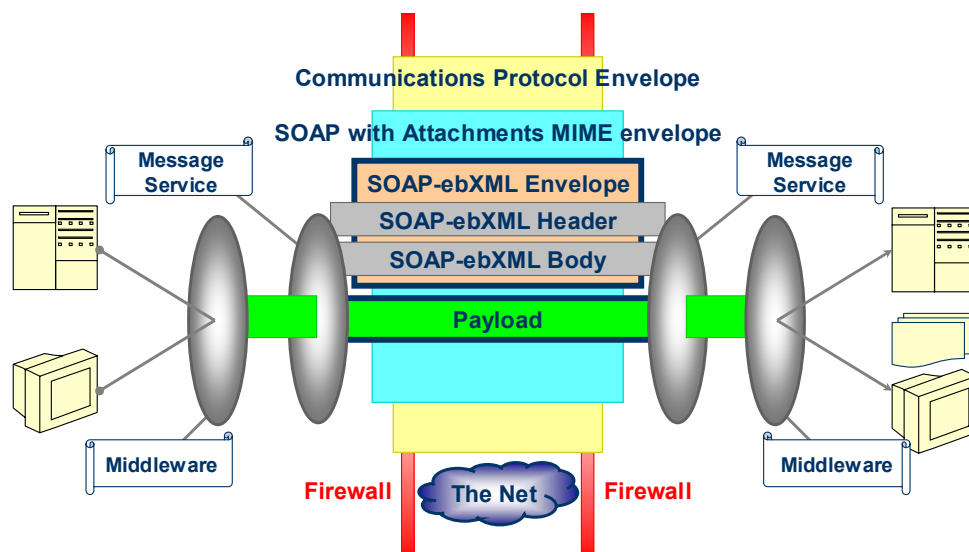 Communications Protocol Envelope
SOAP with Attachments MIME envelope
Message
Service
Message
Service
SOAP-ebXML Envelope
SOAP-ebXML Header
SOAP-ebXML Body
Payload
Middleware
Middleware
Firewall
The Net
Firewall